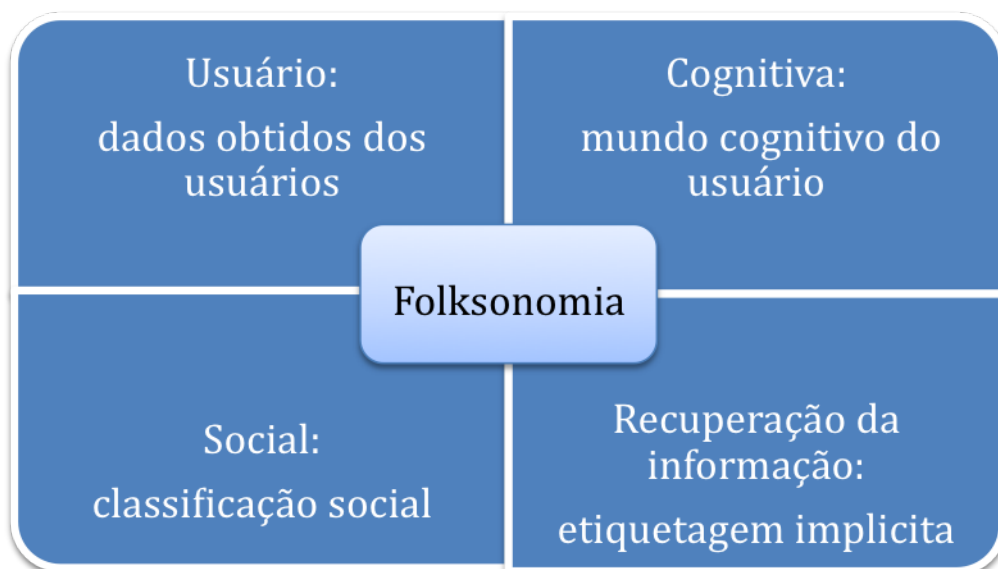 Usuário:
dados obtidos dos
usuários
Cognitiva:
mundo cognitivo do
usuário
Folksonomia
Social:
classificação social
Recuperação da
informação:
etiquetagem implicita